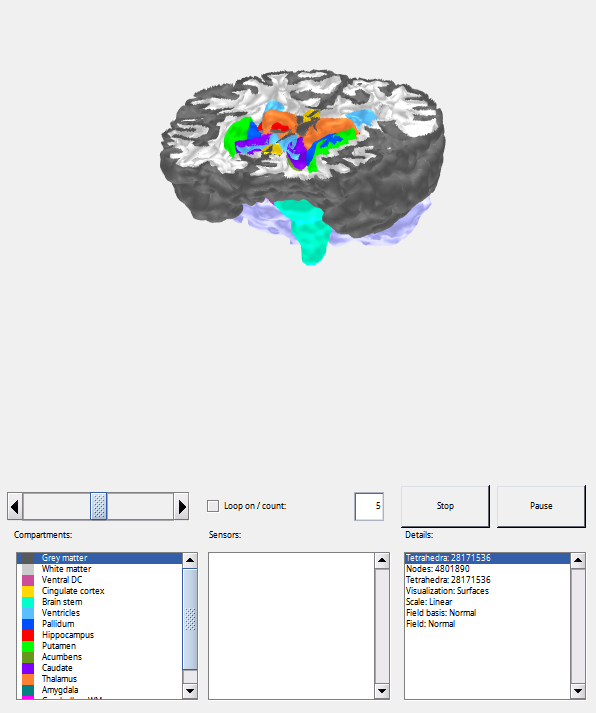 Loop on / count:
5
Stop
Pause
Compartments:
Sensors:
Details:
Grey matter
White matter
Ventral DC
Cingulate cortex
Brain stem
Ventricles
Pallidum
Hippocampus
Putamen
Acumbens
Caudate
Thalamus
Amygdala
Tetrahedra: 28171536
Nodes: 4801890
Tetrahedra: 28171536
Visualization: Surfaces
Scale: Linear
Field basis: Normal
Field: Normal